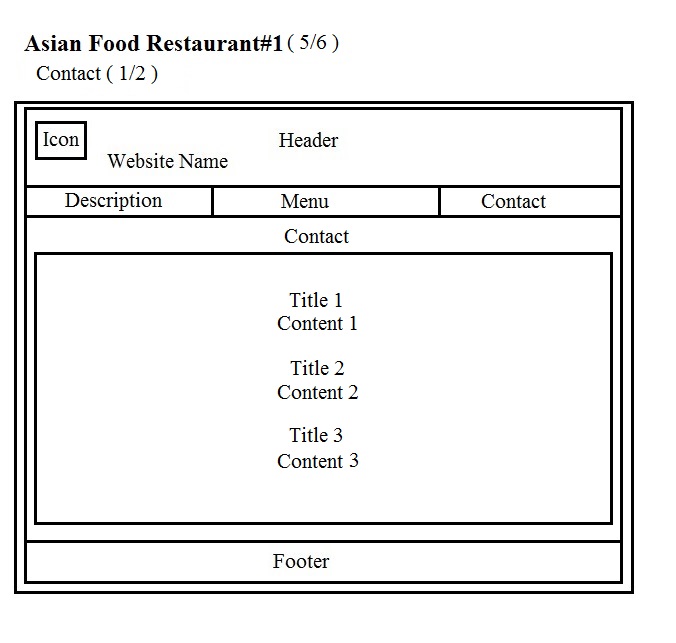 Asian Food Restaurant#1 ( 5/6 )
Contact ( 1/2 )
Icon
Header
Website Name
Description
Menu
Contact
Contact
Title 1
Content 1
Title 2
Content 2
Title 3
Content 3
Footer